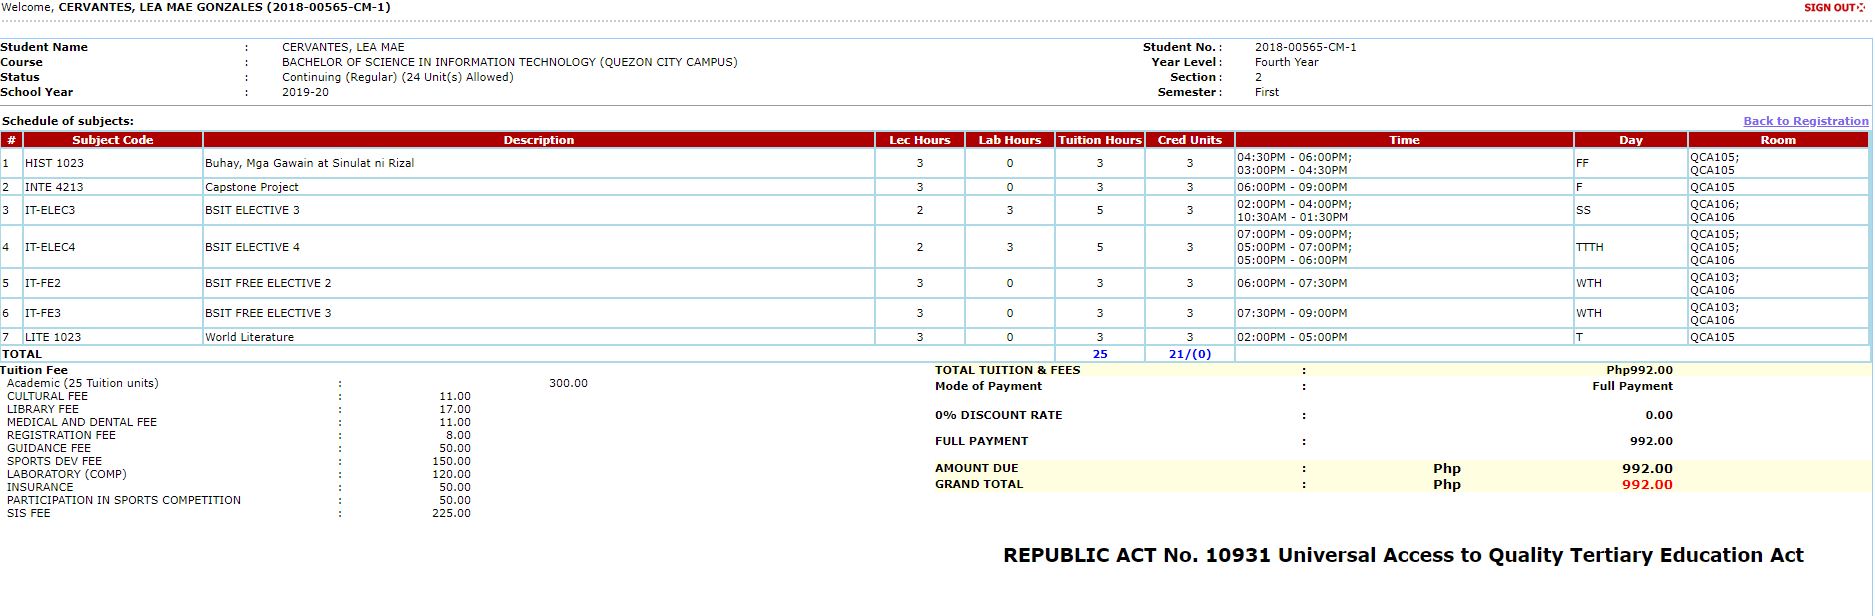 Welcome, CERVANTES, LEA MAE GONZALES (2018-00565-CM-1) SIGN OUT
Student Name : CERVANTES, LEA MAE Student No. : 2018-00565-CM-1
Course : BACHELOR OF SCIENCE IN INFORMATION TECHNOLOGY (QUEZON CITY CAMPUS) Year Level : Fourth Year
Status : Continuing (Regular) (24 Unit(s) Allowed) Section : 2
School Year : 2019-20 Semester : First
Schedule of subjects: Back to Registration
# Subject Code Description Lec Hours Lab Hours Tuition Hours Cred Units Time Day Room
1 HIST 1023 Buhay, Mga Gawain at Sinulat ni Rizal 3 0 3 3 04:30PM - 06:00PM; FF QCA105;
03:00PM - 04:30PM QCA105
2 INTE 4213 Capstone Project 3 0 3 3 06:00PM - 09:00PM F QCA105
3 IT-ELEC3 BSIT ELECTIVE 3 2 3 5 3 02:00PM - 04:00PM; SS QCA106;
10:30AM - 01:30PM QCA106
4 IT-ELEC4 BSIT ELECTIVE 4 2 3 5 3 07:00PM - 09:00PM; TTTH QCA105;
05:00PM - 07:00PM; QCA105;
05:00PM - 06:00PM QCA106
5 IT-FE2 BSIT FREE ELECTIVE 2 3 0 3 3 06:00PM - 07:30PM WTH QCA103;
QCA106
6 IT-FE3 BSIT FREE ELECTIVE 3 3 0 3 3 07:30PM - 09:00PM WTH QCA103;
QCA106
7 LITE 1023 World Literature 3 0 3 3 02:00PM - 05:00PM T QCA105
TOTAL 25 21/(0)
Tuition Fee
Academic (25 Tuition units) : 300.00
CULTURAL FEE : 11.00
LIBRARY FEE : 17.00
MEDICAL AND DENTAL FEE : 11.00
REGISTRATION FEE : 8.00
GUIDANCE FEE : 50.00
SPORTS DEV FEE : 150.00
LABORATORY (COMP) : 120.00
INSURANCE : 50.00
PARTICIPATION IN SPORTS COMPETITION : 50.00
SIS FEE : 225.00
TOTAL TUITION & FEES : Php992.00
Mode of Payment : Full Payment
0% DISCOUNT RATE : 0.00
FULL PAYMENT : 992.00
AMOUNT DUE : Php 992.00
GRAND TOTAL : Php 992.00
REPUBLIC ACT No. 10931 Universal Access to Quality Tertiary Education Act